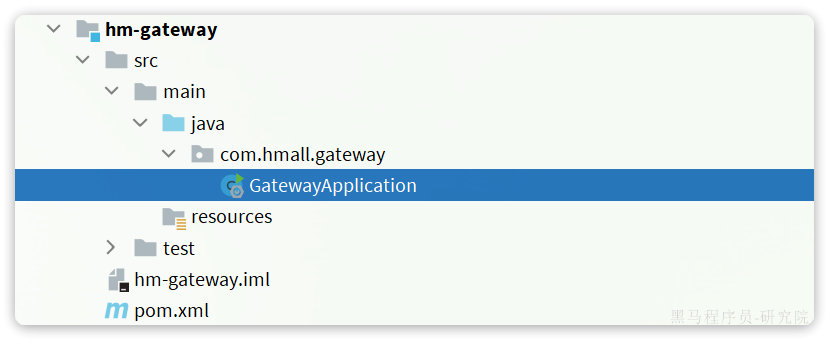 hm-gateway
src
main
java
com.hmall.gateway
GatewayApplication
resources
test
hm-gateway.iml
pom.xml
黑马程序员-研究院